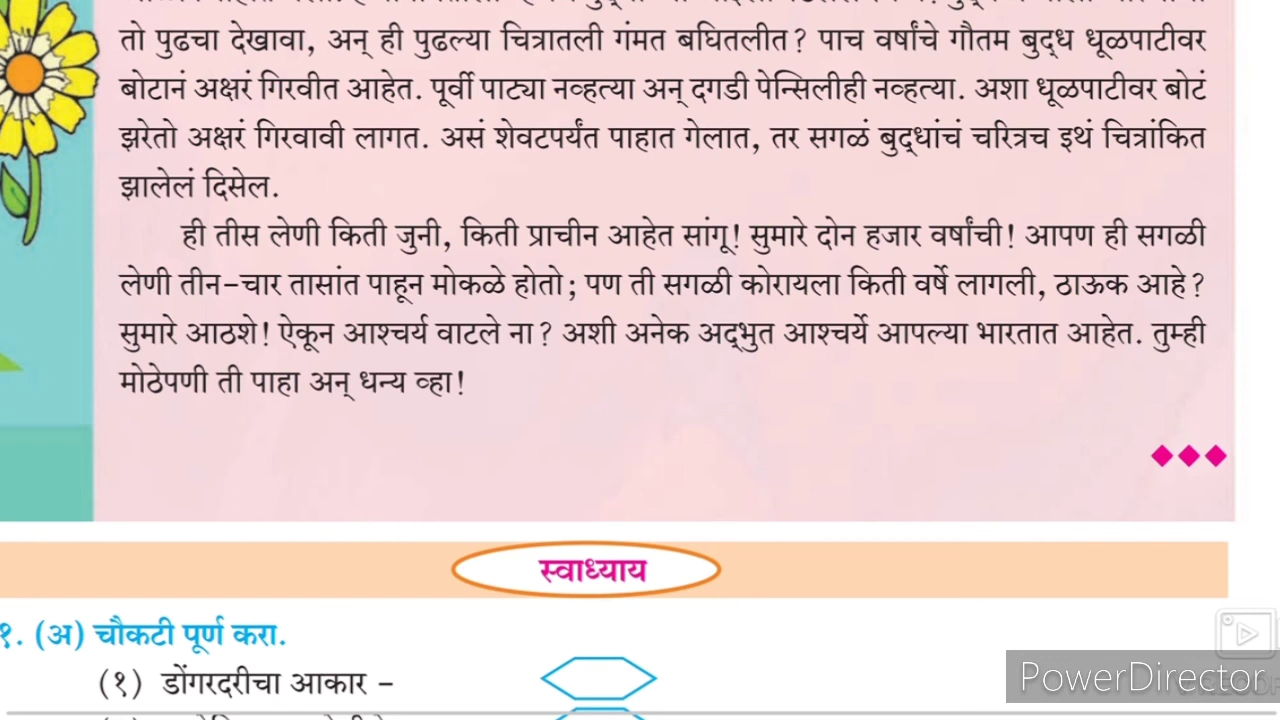 तो पुढचा देखावा, अन् ही पुढल्या चित्रातली गंमत बघितलीत? पाच वर्षांचे गौतम बुद्ध धूळपाटीवर
बोटानं अक्षरं गिरवीत आहेत. पूर्वी पाट्या नव्हत्या अन् दगडी पेन्सिलीही नव्हत्या. अशा धूळपाटीवर बोटं
झरेतो अक्षरं गिरवावी लागत. असं शेवटपर्यंत पाहात गेलात, तर सगळं बुद्धांचं चरित्रच इथं चित्रांकित
झालेलं दिसेल.
ही तीस लेणी किती जुनी, किती प्राचीन आहेत सांगू! सुमारे दोन हजार वर्षांची! आपण ही सगळी
लेणी तीन-चार तासांत पाहून मोकळे होतो; पण ती सगळी कोरायला किती वर्षे लागली, ठाऊक आहे?
सुमारे आठशे! ऐकून आश्चर्य वाटले ना? अशी अनेक अद्भुत आश्चर्ये आपल्या भारतात आहेत. तुम्ही
मोठेपणी ती पाहा अन् धन्य व्हा!
स्वाध्याय
१. (अ) चौकटी पूर्ण करा.
(१) डोंगरदरीचा आकार -
PowerDirector